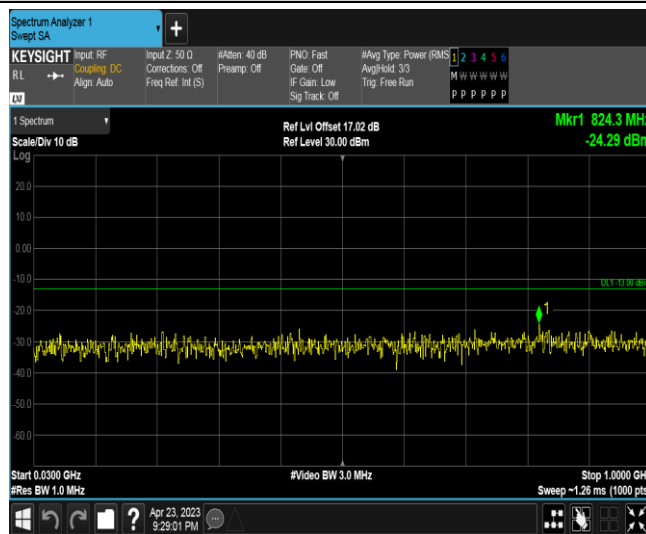 Spectrum Analyzer 1
Swept SA
+
KEYSIGHT Input: RF Input Z: 50 Ω #Atten: 40 dB PNO: Fast #Avg Type: Power (RMS 1 2 3 4 5 6
RL Coupling: DC Corrections: Off Preamp: Off Gate: Off Avg|Hold: 3/3 M W W W W W
Align: Auto Freq Ref: Int (S) IF Gain: Low Trig: Free Run
LXI Sig Track: Off P P P P P P
1 Spectrum Ref Lvl Offset 17.02 dB Mkr1 824.3 MHz
Scale/Div 10 dB Ref Level 30.00 dBm -24.29 dBm
Log
20.0
10.0
0.00
-10.0
DL1 -13.00 dBm
-20.0
1
-30.0
-40.0
-50.0
-60.0
Start 0.0300 GHz #Video BW 3.0 MHz Stop 1.0000 GH
#Res BW 1.0 MHz Sweep ~1.26 ms (1000 pts
? Apr 23, 2023
9:29:01 PM